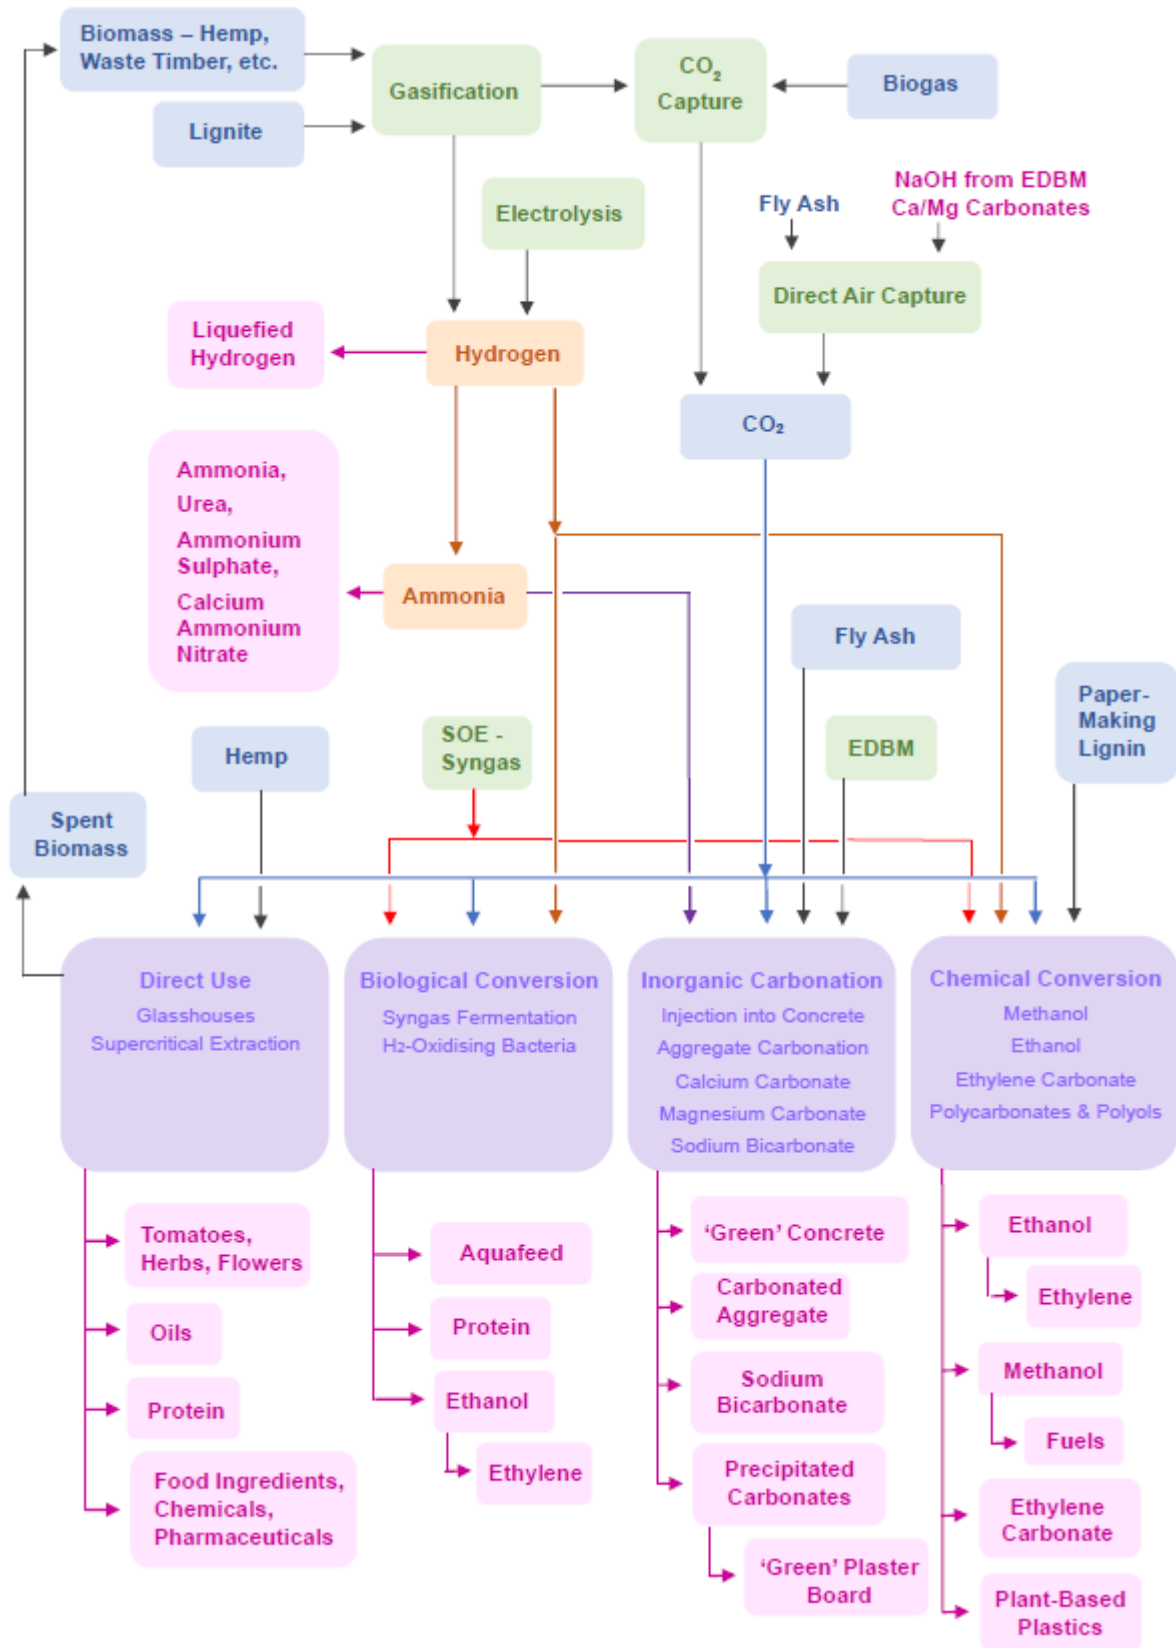 Biomass – Hemp,
Waste Timber, etc.
Gasification
CO₂
Capture
Biogas
Lignite
Electrolysis
Fly Ash
NaOH from EDBM
Ca/Mg Carbonates
Direct Air Capture
Liquefied
Hydrogen
Hydrogen
CO₂
Ammonia,
Urea,
Ammonium
Sulphate,
Calcium
Ammonium
Nitrate
Ammonia
Fly Ash
Paper-
Making
Lignin
Hemp
SOE -
Syngas
EDBM
Spent
Biomass
Direct Use
Glasshouses
Supercritical Extraction
Biological Conversion
Syngas Fermentation
H₂-Oxidising Bacteria
Inorganic Carbonation
Injection into Concrete
Aggregate Carbonation
Calcium Carbonate
Magnesium Carbonate
Sodium Bicarbonate
Chemical Conversion
Methanol
Ethanol
Ethylene Carbonate
Polycarbonates & Polyols
Tomatoes,
Herbs, Flowers
Oils
Protein
Food Ingredients,
Chemicals,
Pharmaceuticals
Aquafeed
Protein
Ethanol
Ethylene
‘Green’ Concrete
Carbonated
Aggregate
Sodium
Bicarbonate
Precipitated
Carbonates
‘Green’ Plaster
Board
Ethanol
Ethylene
Methanol
Fuels
Ethylene
Carbonate
Plant-Based
Plastics